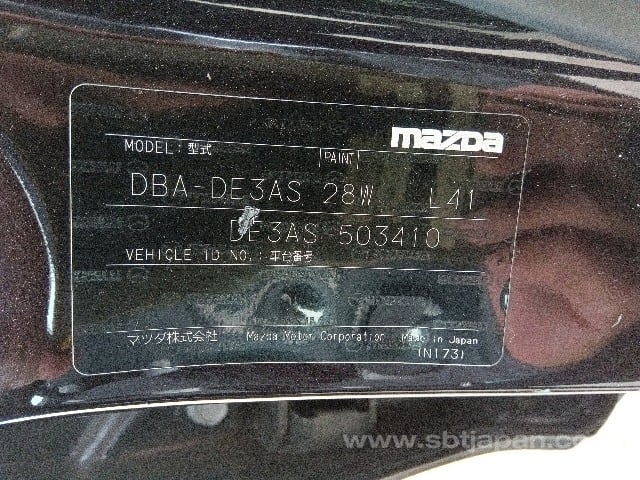 mazda
MODEL : 型式 PAINT
DBA-DE3AS 28W L41
DE3AS-503410
VEHICLE ID NO. : 車台番号
マツダ株式会社 Mazda Motor Corporation Made in Japan
(N173)
www.sbtjapan.com